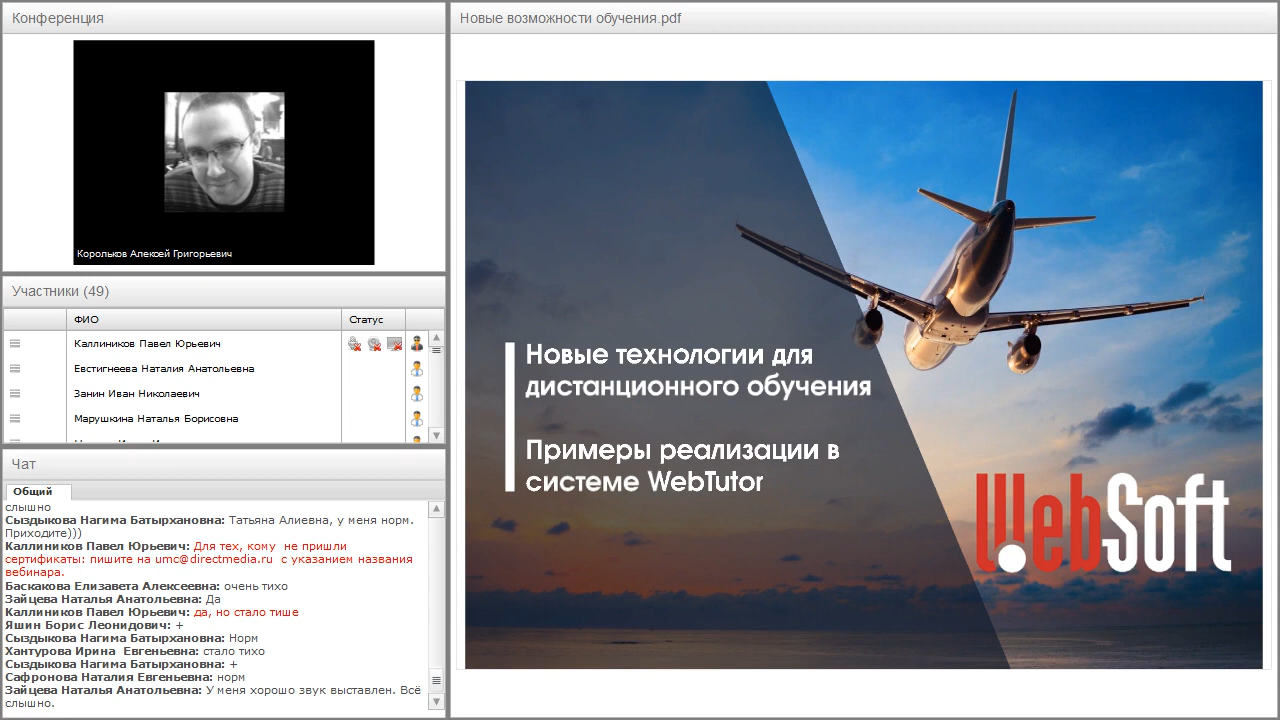 Конференция
Корольков Алексей Григорьевич
Участники (49)
ФИО
Статус
Каллиников Павел Юрьевич
Евстигнеева Наталия Анатольевна
Занин Иван Николаевич
Марушкина Наталья Борисовна
Чат
Общий
слышно
Сыздыкова Нагима Батырхановна: Татьяна Алиевна, у меня норм.
Приходите)))
Каллиников Павел Юрьевич: Для тех, кому не пришли
сертификаты: пишите на umc@directmedia.ru с указанием названия
вебинара.
Баскакова Елизавета Алексеевна: очень тихо
Зайцева Наталья Анатольевна: Да
Каллиников Павел Юрьевич: да, но стало тише
Яшин Борис Леонидович: +
Сыздыкова Нагима Батырхановна: Норм
Хантурова Ирина Евгеньевна: стало тихо
Сыздыкова Нагима Батырхановна: +
Сафронова Наталия Евгеньевна: норм
Зайцева Наталья Анатольевна: У меня хорошо звук выставлен. Всё
слышно.
Новые возможности обучения.pdf
Новые технологии для
дистанционного обучения
Примеры реализации в
системе WebTutor
WebSoft